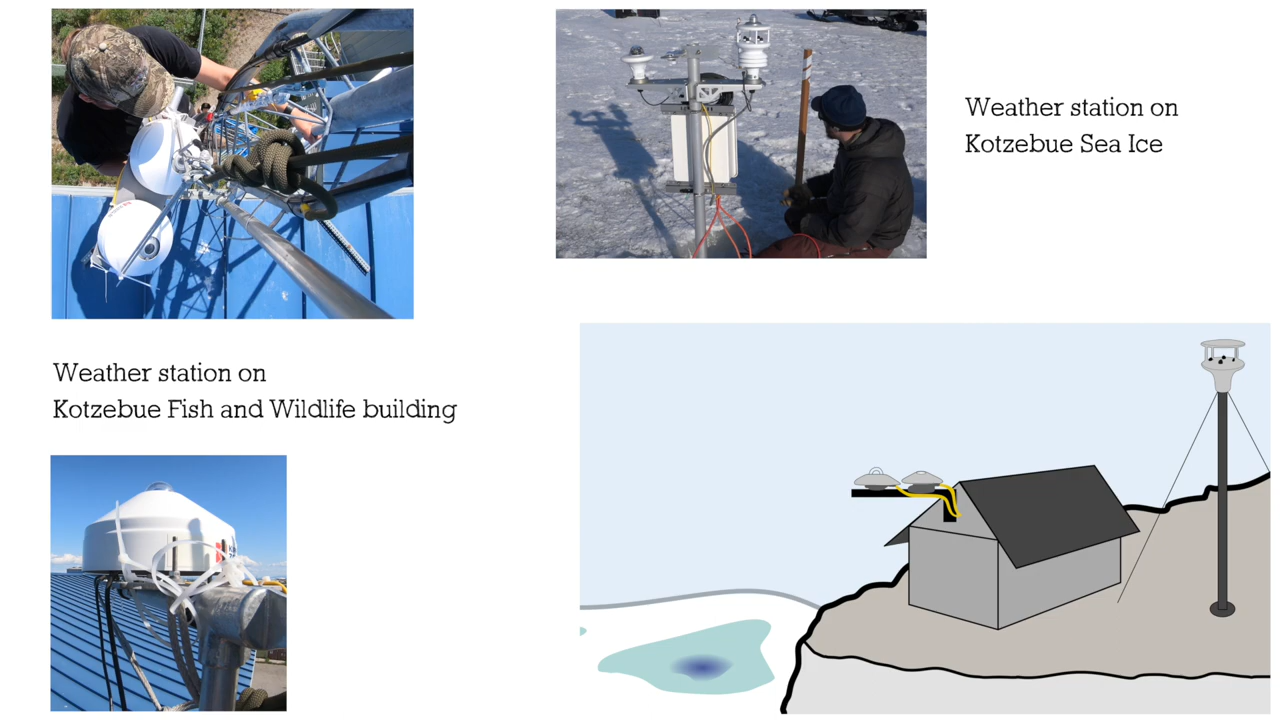 Weather station on
Kotzebue Sea Ice
Weather station on
Kotzebue Fish and Wildlife building